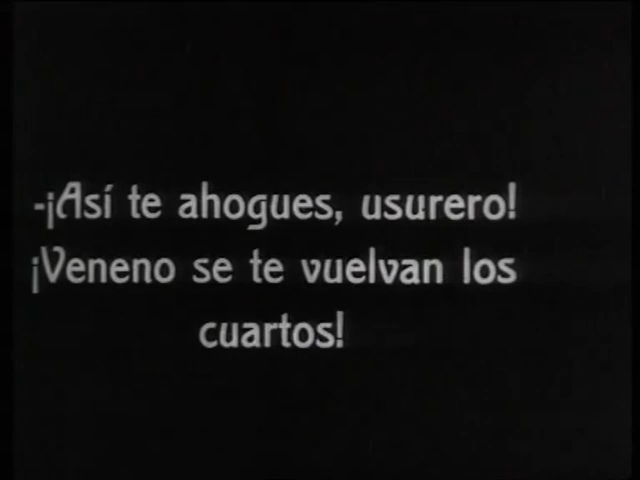 -¡Así te ahogues, usurero!
¡Veneno se te vuelvan los
cuartos!